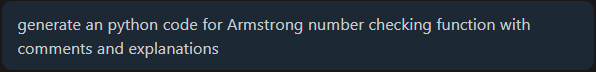 generate an python code for Armstrong number checking function with
comments and explanations